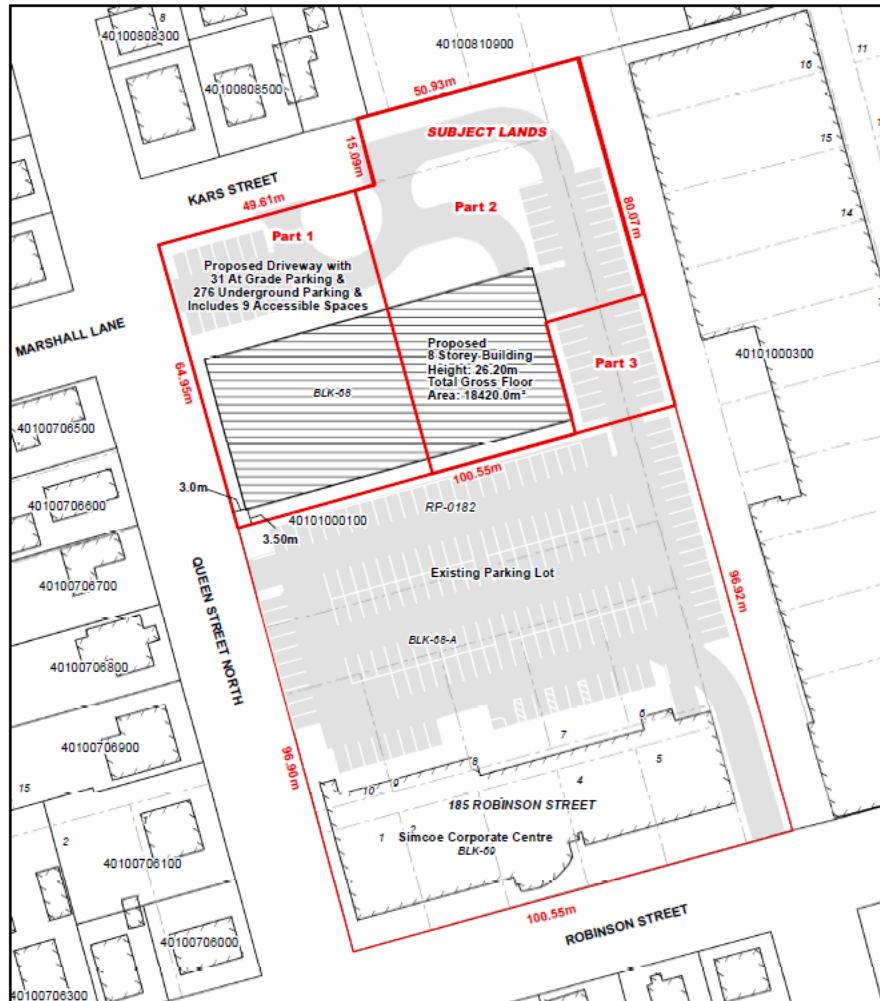 8
40100808300
40100810900
11
16
40100808500
50.93m
SUBJECT LANDS
15.09m
15
KARS STREET
49.61m
Part 1
Part 2
80.07m
14
Proposed Driveway with
31 At Grade Parking &
276 Underground Parking &
Includes 9 Accessible Spaces
MARSHALL LANE
Proposed
8 Storey Building
Height: 26.20m
Total Gross Floor
Area: 18420.0m²
40101000300
Part 3
64.95m
BLK-68
40100706500
100.55m
3.0m
RP-0182
40100706600
40101000100
3.50m
Existing Parking Lot
40100706700
96.92m
QUEEN STREET NORTH
BLK-68-A
40100706800
6
7
40100706900
96.90m
8
5
15
10
9
4
185 ROBINSON STREET
1
2
1
2
Simcoe Corporate Centre
BLK-69
40100706100
100.55m
ROBINSON STREET
40100706000
40100706300